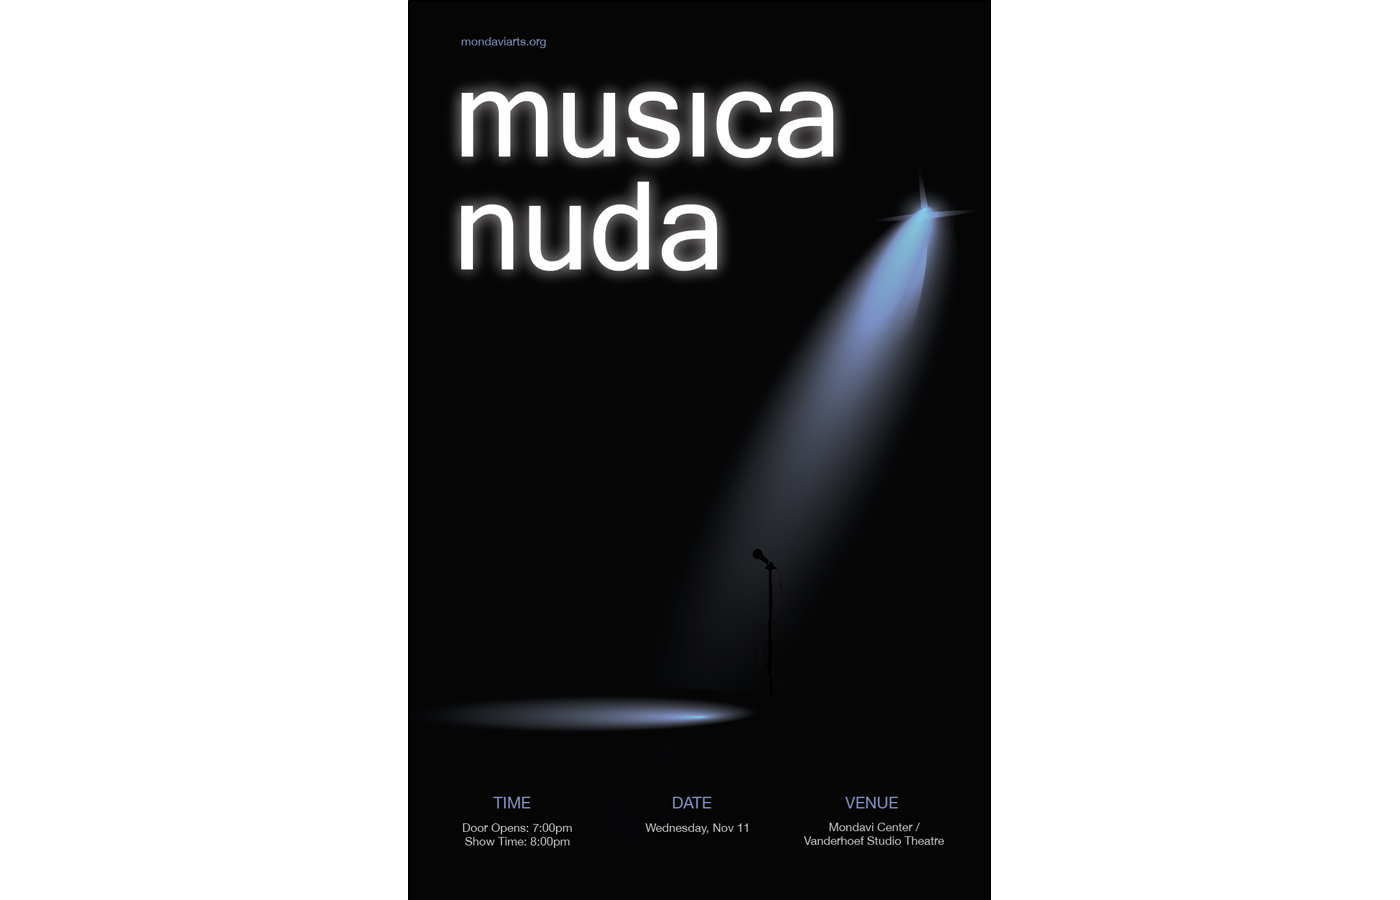 mondaviarts.org
musıca
nuda
TIME
Door Opens: 7:00pm
Show Time: 8:00pm
DATE
Wednesday, Nov 11
VENUE
Mondavi Center /
Vanderhoef Studio Theatre